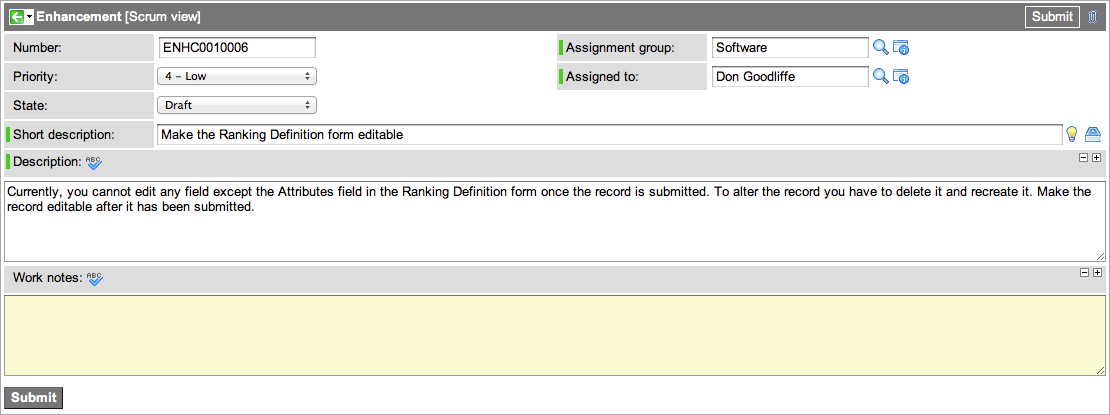 Enhancement [Scrum view] Submit
Number: ENHC0010006 Assignment group: Software
Priority: 4 – Low Assigned to: Don Goodliffe
State: Draft
Short description: Make the Ranking Definition form editable
Description: ABC
Currently, you cannot edit any field except the Attributes field in the Ranking Definition form once the record is submitted. To alter the record you have to delete it and recreate it. Make the
record editable after it has been submitted.
Work notes: ABC
Submit